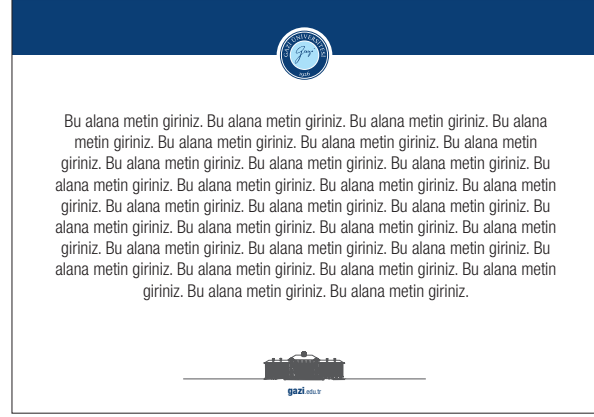 GAZİ ÜNİVERSİTESİ
Gazi
1926
Bu alana metin giriniz. Bu alana metin giriniz. Bu alana metin giriniz. Bu alana
metin giriniz. Bu alana metin giriniz. Bu alana metin giriniz. Bu alana metin
giriniz. Bu alana metin giriniz. Bu alana metin giriniz. Bu alana metin giriniz. Bu
alana metin giriniz. Bu alana metin giriniz. Bu alana metin giriniz. Bu alana metin
giriniz. Bu alana metin giriniz. Bu alana metin giriniz. Bu alana metin giriniz. Bu
alana metin giriniz. Bu alana metin giriniz. Bu alana metin giriniz. Bu alana metin
giriniz. Bu alana metin giriniz. Bu alana metin giriniz. Bu alana metin giriniz. Bu
alana metin giriniz. Bu alana metin giriniz. Bu alana metin giriniz. Bu alana metin
giriniz. Bu alana metin giriniz. Bu alana metin giriniz.
gazi.edu.tr